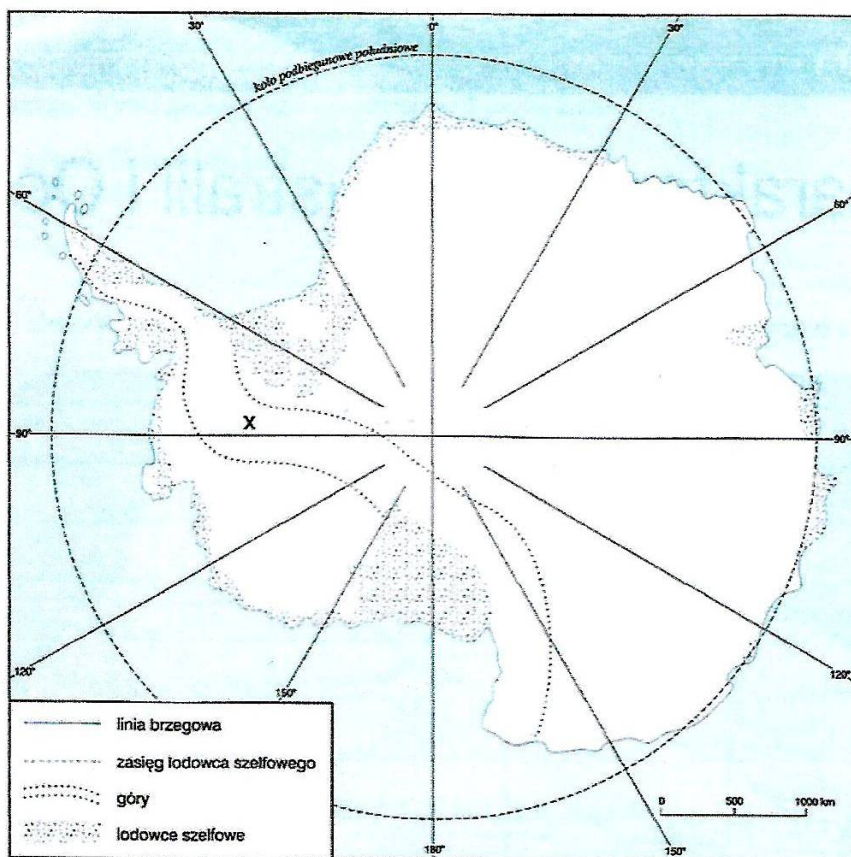 30°
0°
30°
koło podbiegunowe południowe
60°
60°
X
90°
90°
120°
120°
150°
linia brzegowa
zasięg lodowca szelfowego
góry
lodowce szelfowe
0 500 1000 km
180°
150°